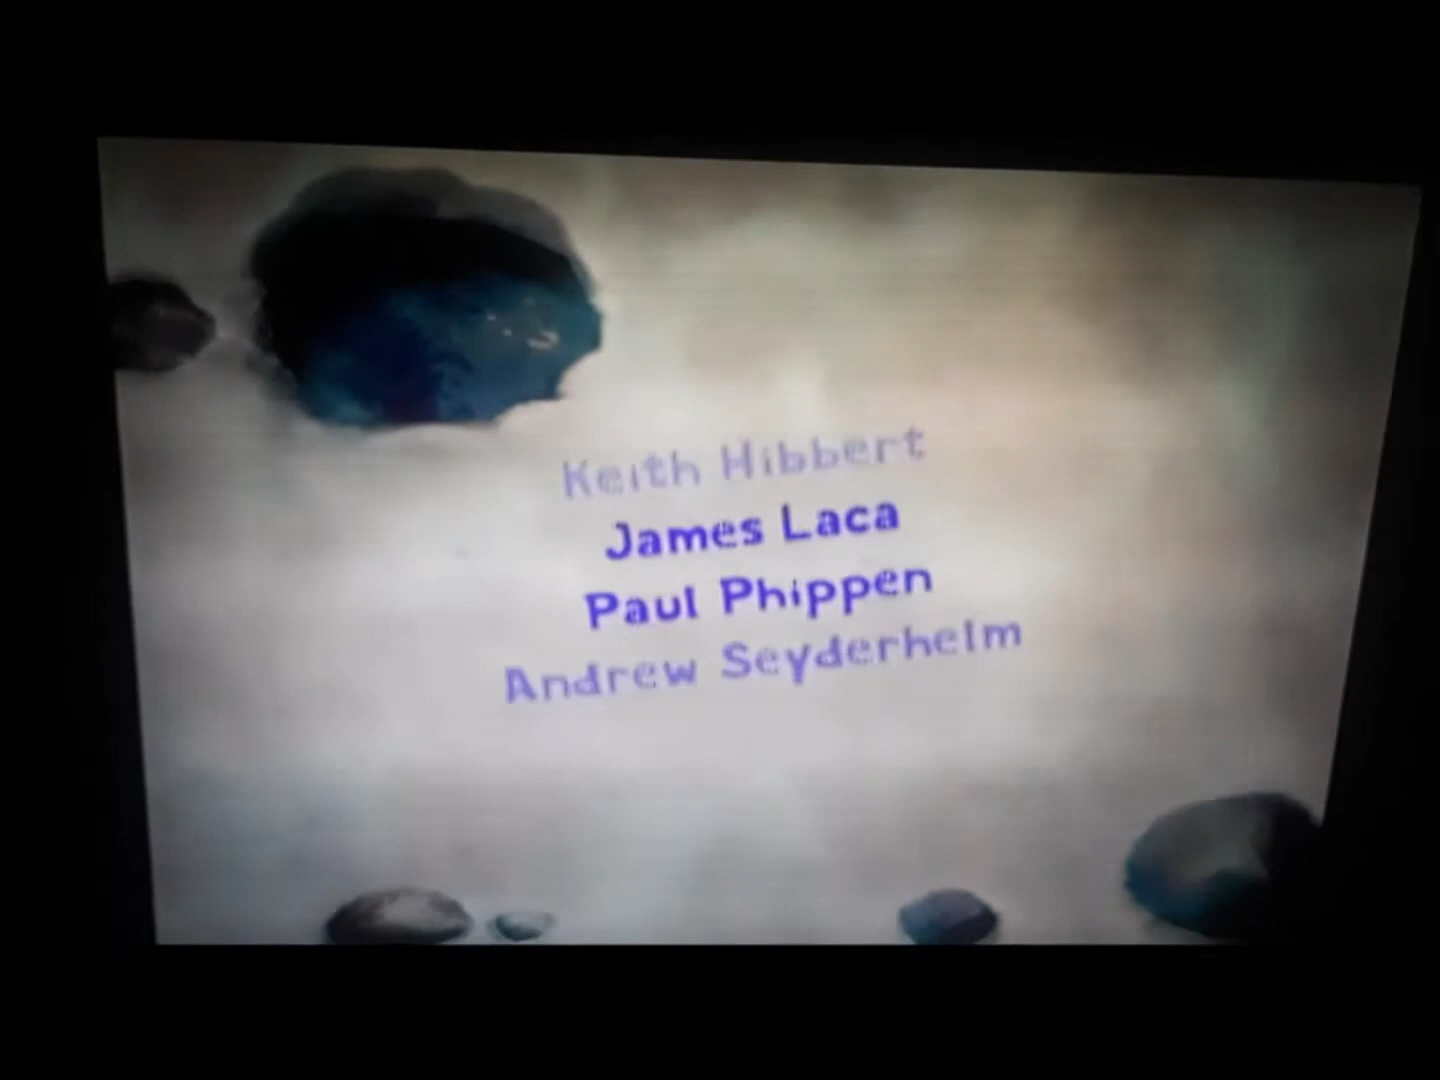 Keith Hibbert
James Laca
Paul Phippen
Andrew Seyderhelm